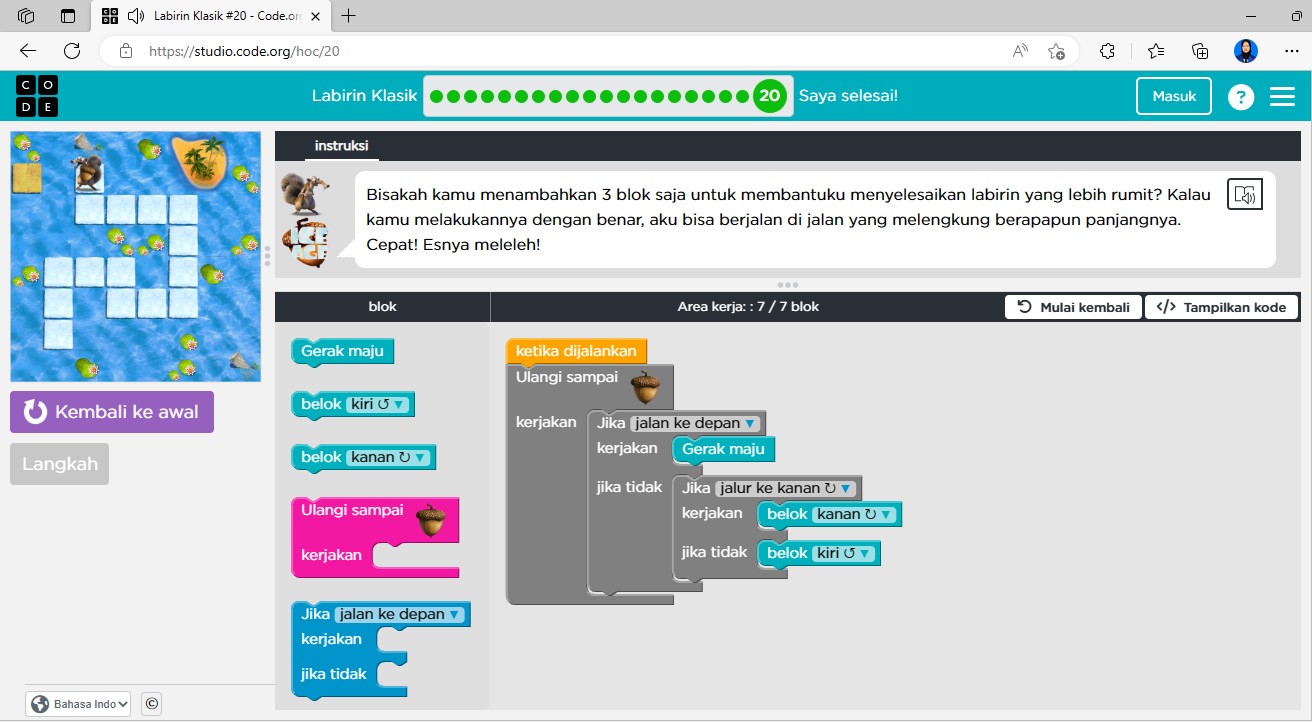 Labirin Klasik #20 - Code.or
https://studio.code.org/hoc/20
C O
D E
Labirin Klasik
20
Saya selesai!
Masuk
?
instruksi
Bisakah kamu menambahkan 3 blok saja untuk membantuku menyelesaikan labirin yang lebih rumit? Kalau
kamu melakukannya dengan benar, aku bisa berjalan di jalan yang melengkung berapapun panjangnya.
Cepat! Esnya meleleh!
ICE
AGE
blok
Area kerja: : 7 / 7 blok
Mulai kembali
</> Tampilkan kode
Kembali ke awal
Langkah
Gerak maju
belok kiri ↺ ▼
belok kanan ↻ ▼
Ulangi sampai
kerjakan
Jika jalan ke depan ▼
kerjakan
jika tidak
ketika dijalankan
Ulangi sampai
kerjakan
Jika jalan ke depan ▼
kerjakan
Gerak maju
jika tidak
Jika jalur ke kanan ↻ ▼
kerjakan
belok kanan ↻ ▼
jika tidak
belok kiri ↺ ▼
Bahasa Indo
©